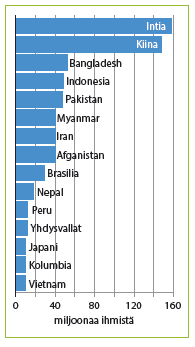 Intia
Kiina
Bangladesh
Indonesia
Pakistan
Myanmar
Iran
Afganistan
Brasilia
Nepal
Peru
Yhdysvallat
Japani
Kolumbia
Vietnam
0 40 80 120 160
miljoonaa ihmistä